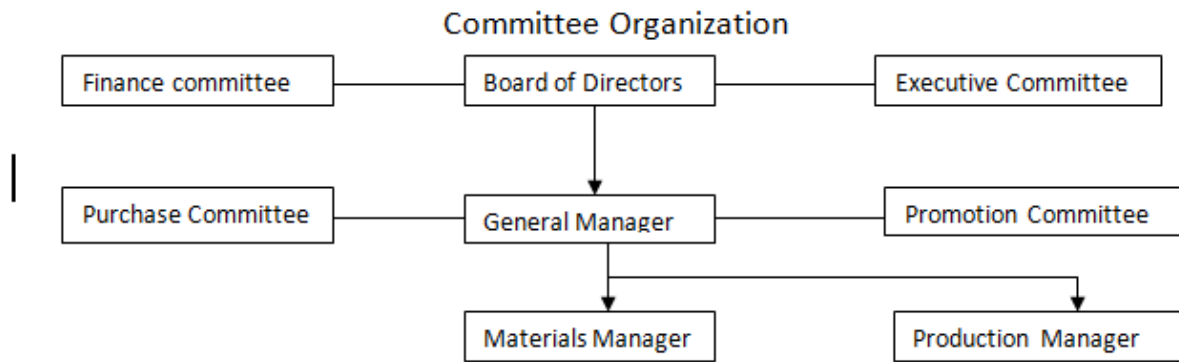 Committee Organization
Finance committee
Board of Directors
Executive Committee
Purchase Committee
General Manager
Promotion Committee
Materials Manager
Production Manager